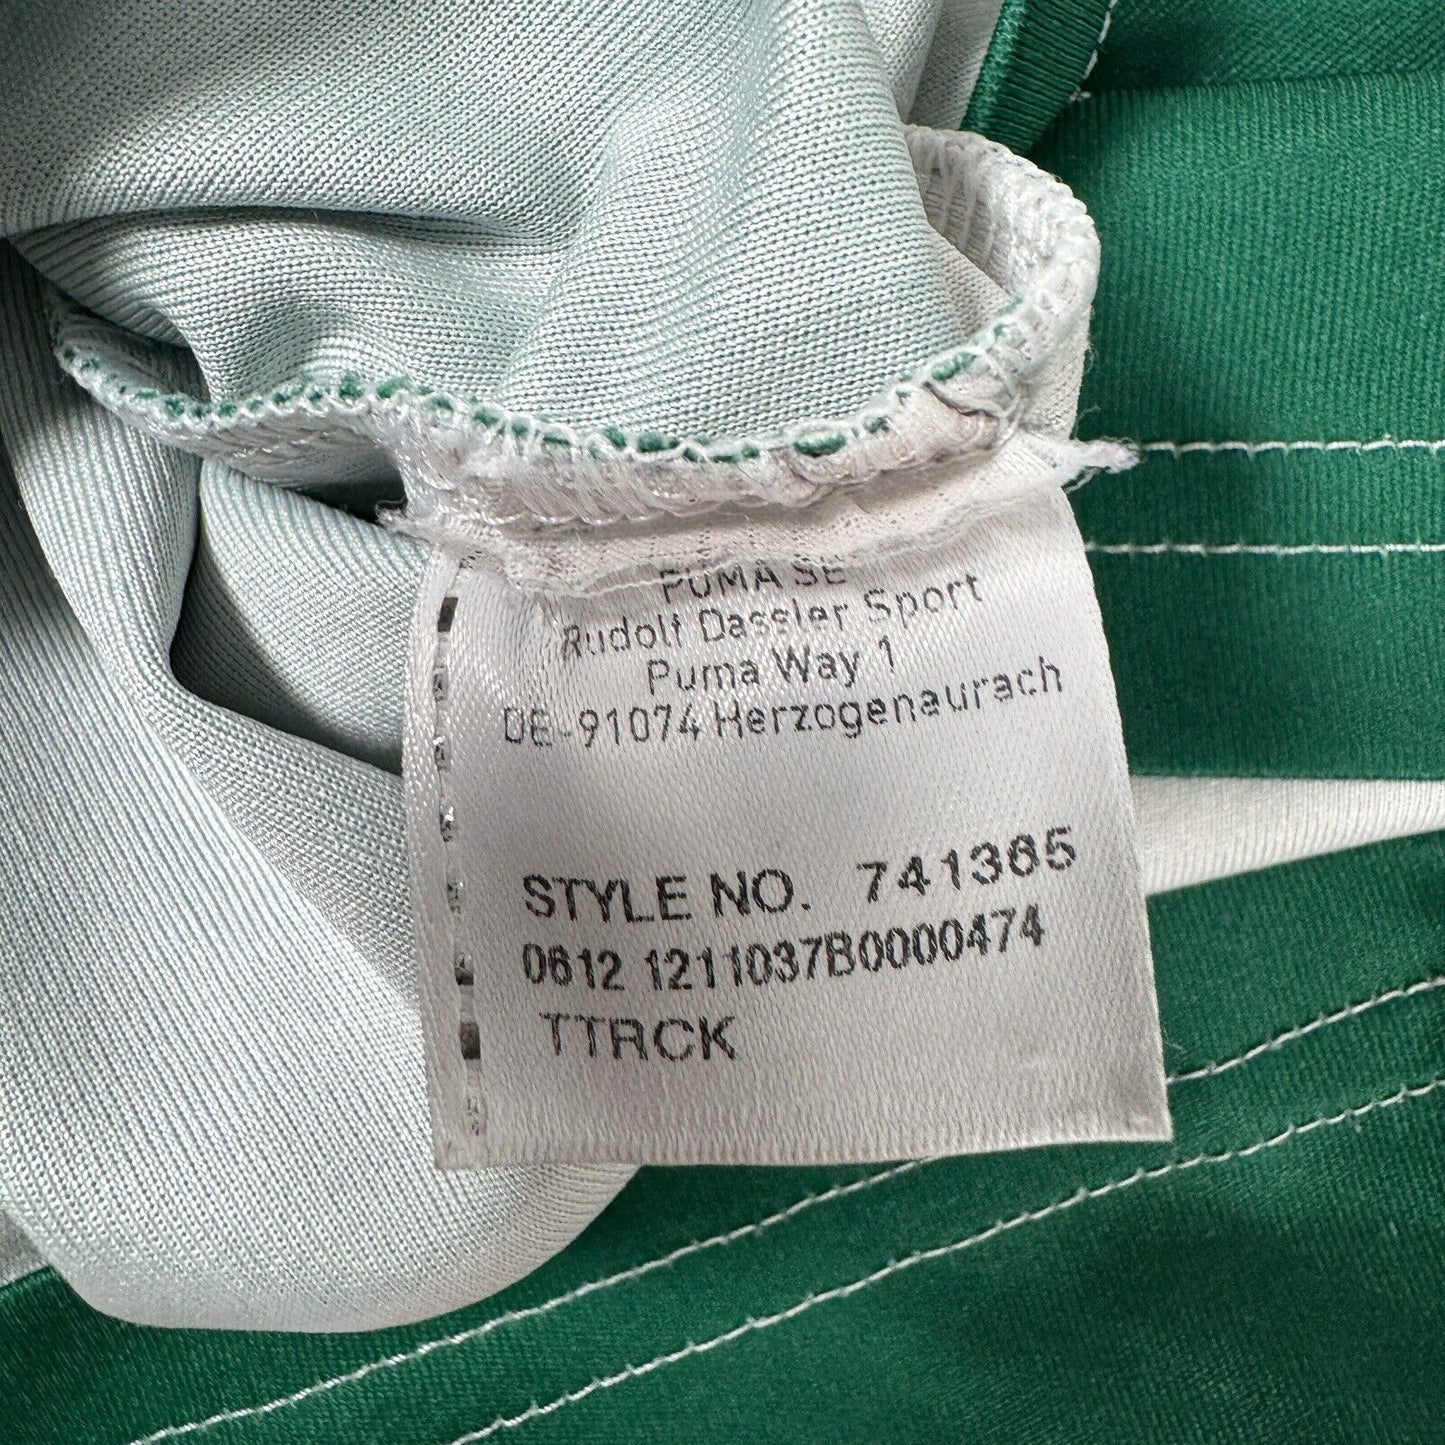 PUMA SE
Rudolf Dassler Sport
Puma Way 1
DE-91074 Herzogenaurach
STYLE NO. 741365
0612 1211037B0000474
TTRCK